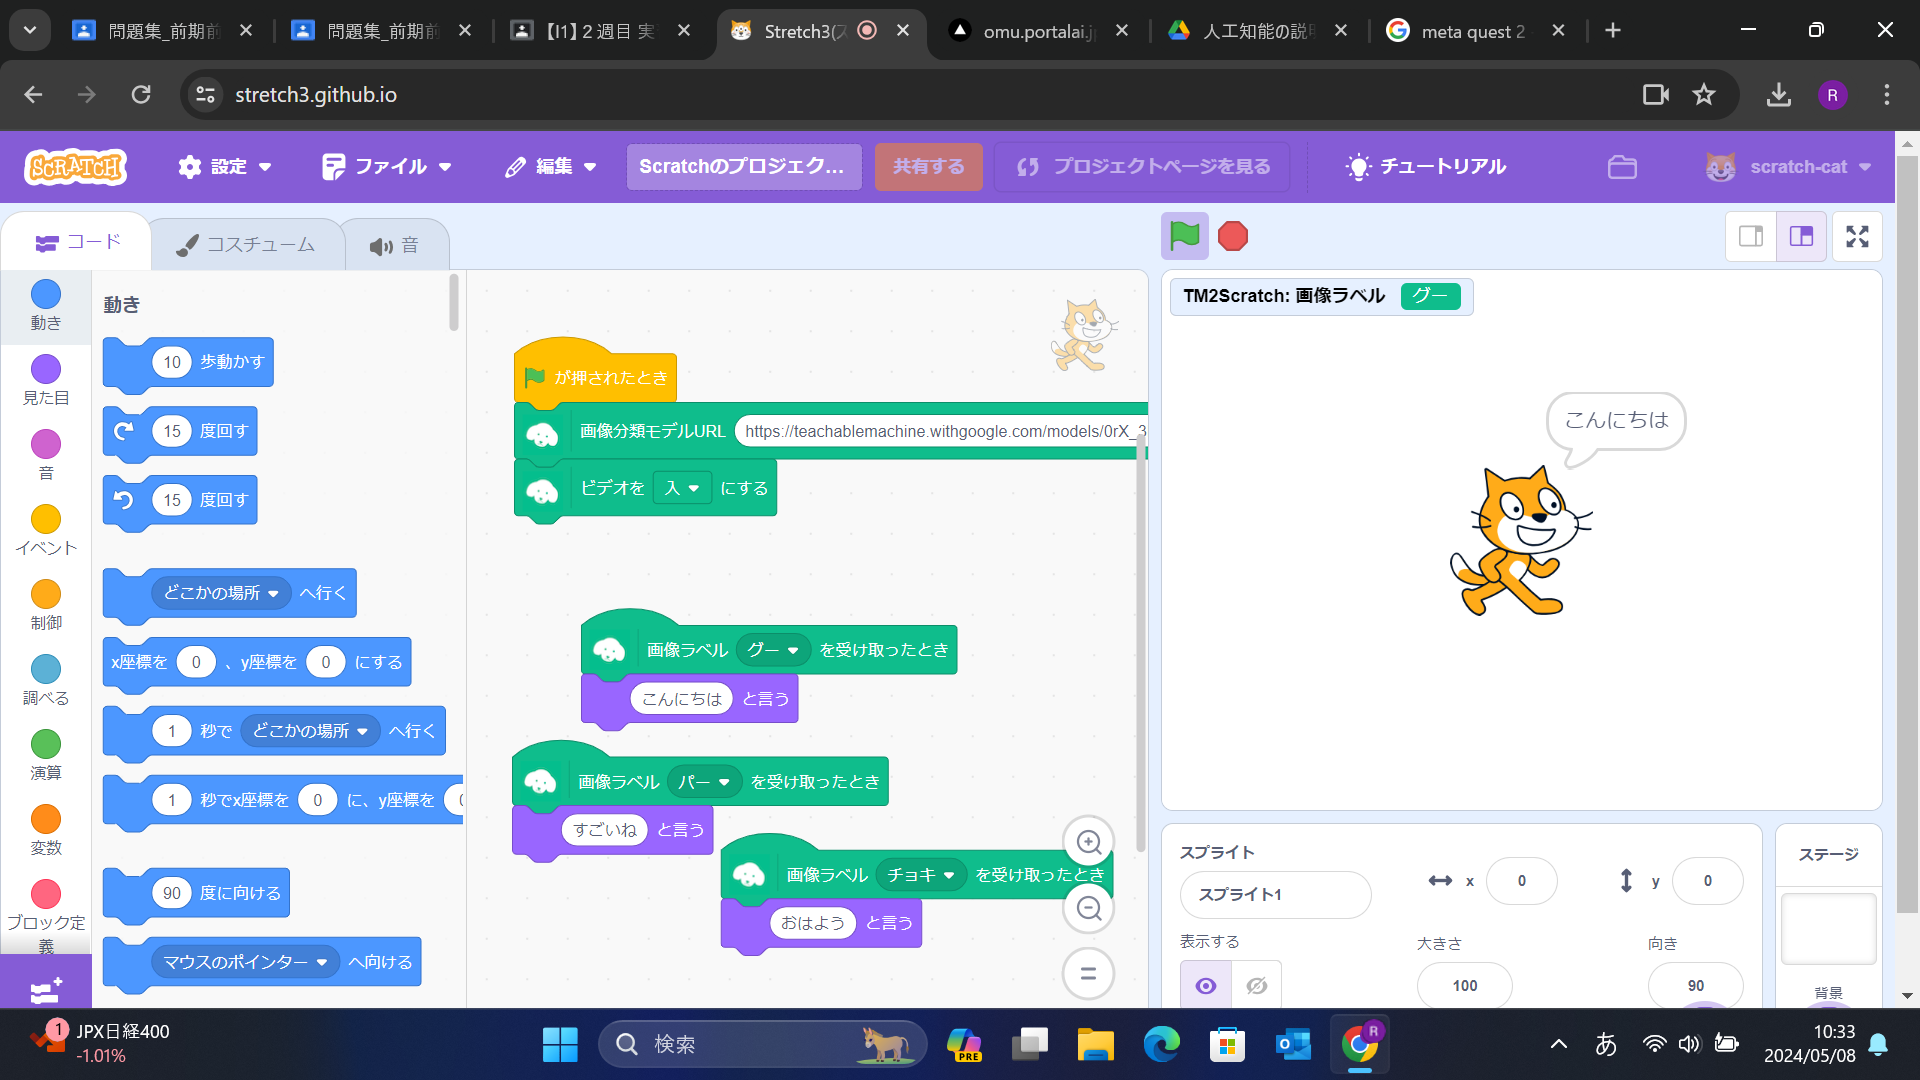 問題集_前期前
問題集_前期前
【I1】2 週目 実
Stretch3(ス
omu.portalai.j
人工知能の説
meta quest 2
stretch3.github.io
R
SCRATCH
設定
ファイル
編集
Scratchのプロジェク...
共有する
プロジェクトページを見る
チュートリアル
scratch-cat
コード
コスチューム
音
動き
見た目
音
イベント
制御
調べる
演算
変数
ブロック定
義
動き
10 歩動かす
15 度回す
15 度回す
どこかの場所 へ行く
x座標を 0 、y座標を 0 にする
1 秒で どこかの場所 へ行く
1 秒でx座標を 0 に、y座標を 0
90 度に向ける
マウスのポインター へ向ける
が押されたとき
画像分類モデルURL https://teachablemachine.withgoogle.com/models/0rX_3
ビデオを 入 にする
画像ラベル グー を受け取ったとき
こんにちは と言う
画像ラベル パー を受け取ったとき
すごいね と言う
画像ラベル チョキ を受け取ったとき
おはよう と言う
TM2Scratch: 画像ラベル グー
こんにちは
スプライト
スプライト1
x 0
y 0
表示する
大きさ
100
向き
90
ステージ
背景
1
JPX日経400
-1.01%
検索
PRE
R
あ
10:33
2024/05/08